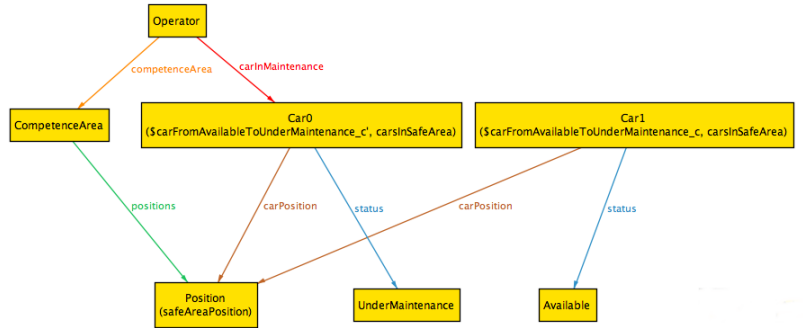 Operator
competenceArea
carInMaintenance
CompetenceArea
Car0
($carFromAvailableToUnderMaintenance_c', carsInSafeArea)
Car1
($carFromAvailableToUnderMaintenance_c, carsInSafeArea)
positions
carPosition
status
carPosition
status
Position
(safeAreaPosition)
UnderMaintenance
Available